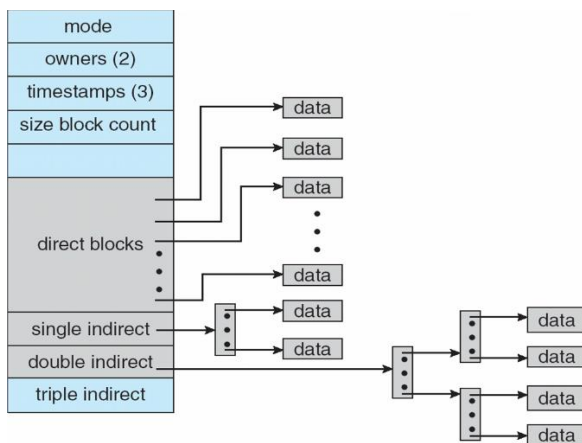 mode
owners (2)
timestamps (3)
size block count
direct blocks
single indirect
double indirect
triple indirect
data
data
data
data
data
data
data
data
data
data